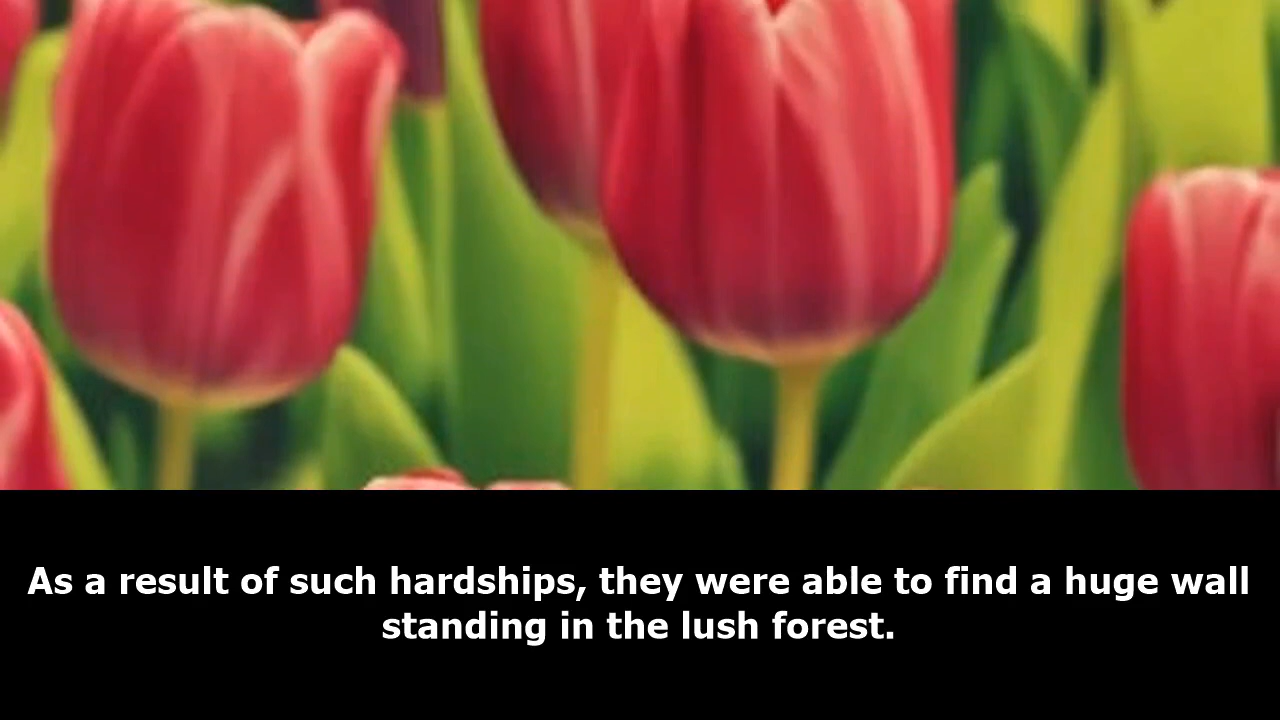 As a result of such hardships, they were able to find a huge wall
standing in the lush forest.